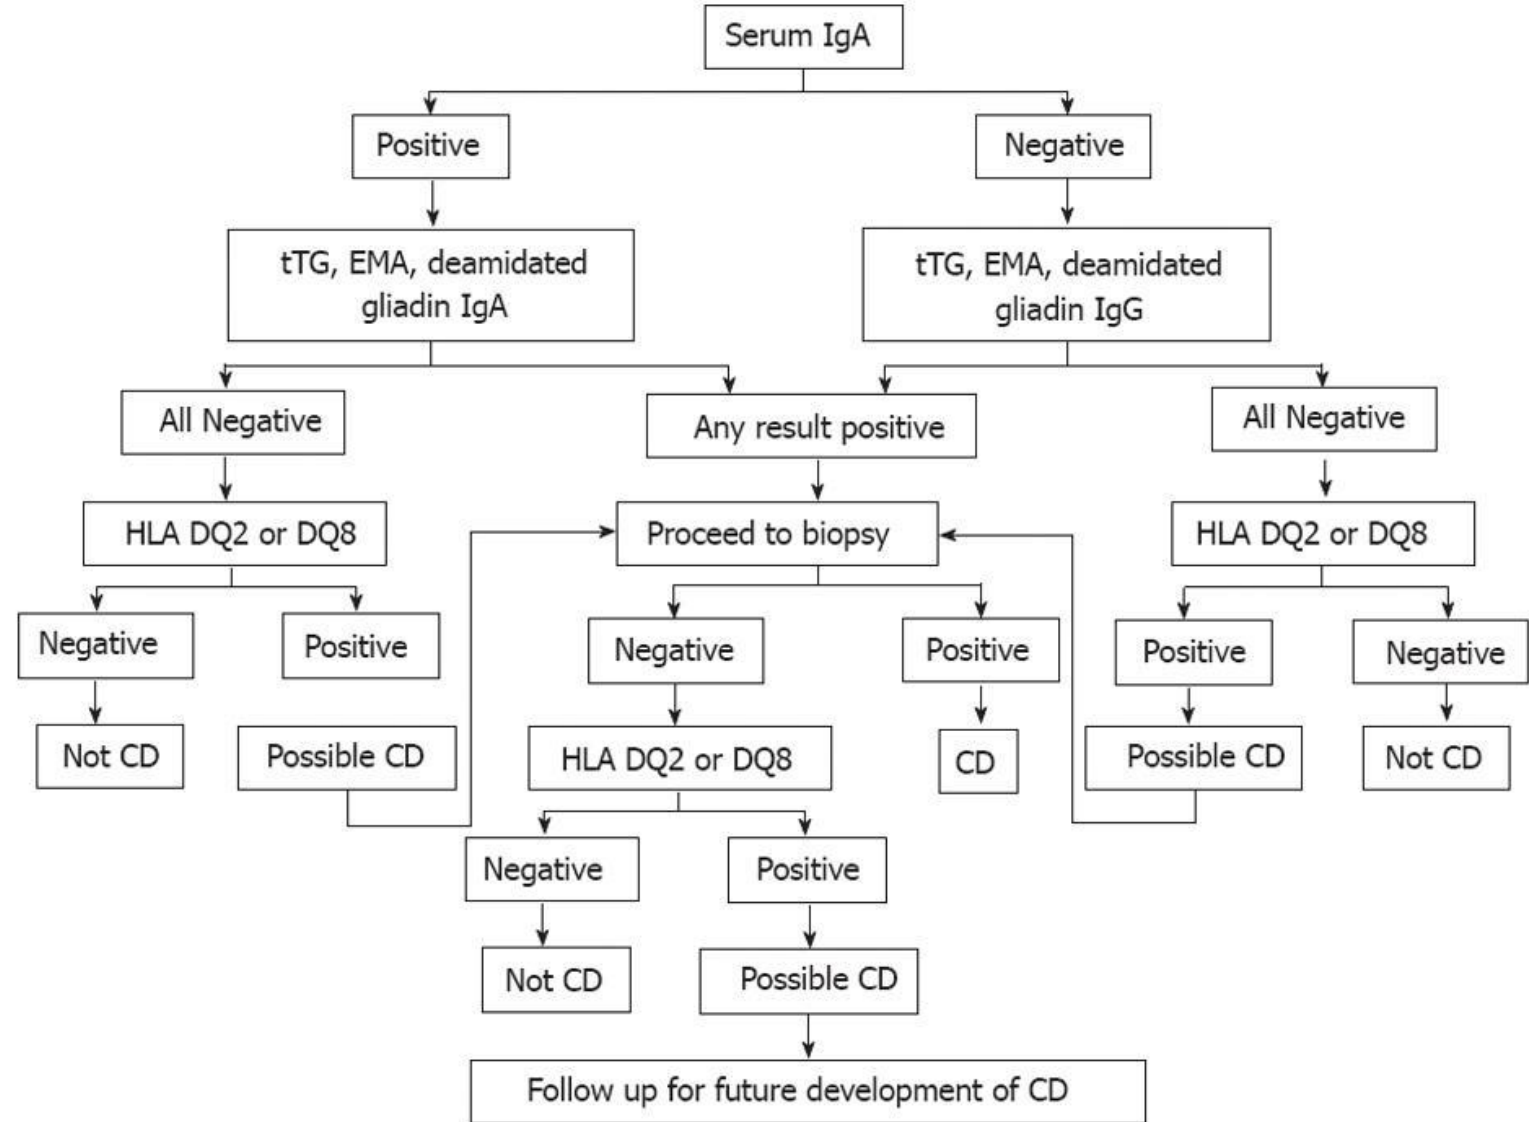 Serum IgA
Positive
Negative
tTG, EMA, deamidated
gliadin IgA
tTG, EMA, deamidated
gliadin IgG
All Negative
Any result positive
All Negative
HLA DQ2 or DQ8
Proceed to biopsy
HLA DQ2 or DQ8
Negative
Positive
Negative
Positive
Positive
Negative
Not CD
Possible CD
HLA DQ2 or DQ8
CD
Possible CD
Not CD
Negative
Positive
Not CD
Possible CD
Follow up for future development of CD